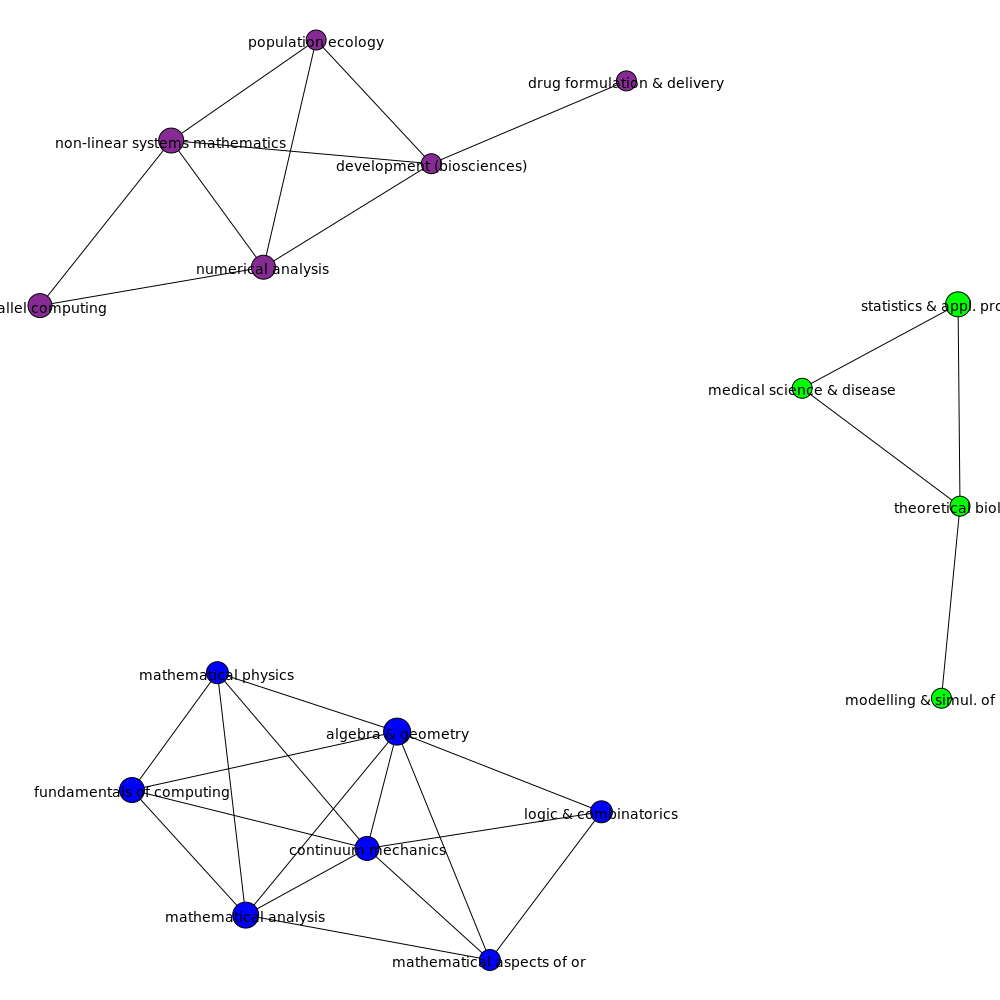 population ecology
drug formulation & delivery
non-linear systems mathematics
development (biosciences)
numerical analysis
allel computing
statistics & appl. pro
medical science & disease
theoretical biol
mathematical physics
modelling & simul. of
algebra & geometry
fundamentals of computing
logic & combinatorics
continuum mechanics
mathematical analysis
mathematical aspects of or